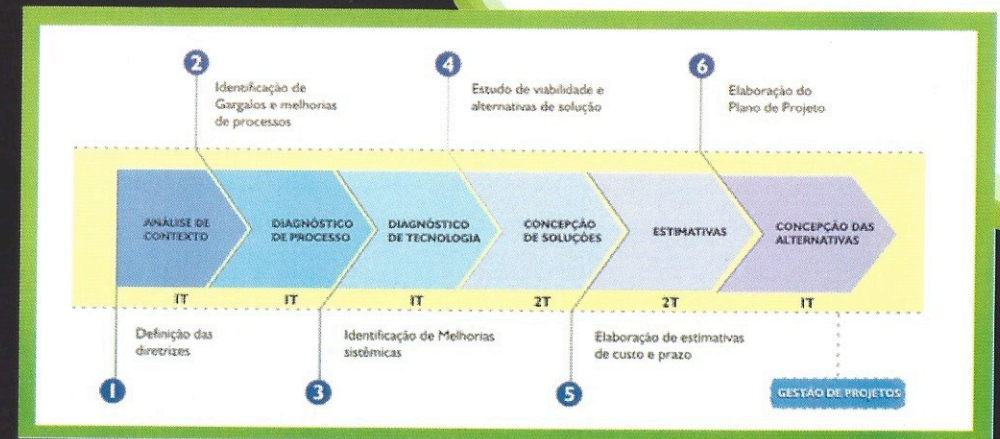 2
Identificação de
Gargalos e melhorias
de processos
4
Estudo de viabilidade e
alternativas de solução
6
Elaboração do
Plano de Projeto
ANÁLISE DE
CONTEXTO
DIAGNÓSTICO
DE PROCESSO
DIAGNÓSTICO
DE TECNOLOGIA
CONCEPÇÃO
DE SOLUÇÕES
ESTIMATIVAS
CONCEPÇÃO DAS
ALTERNATIVAS
1T
1T
1T
2T
2T
1T
Definição das
diretrizes
1
Identificação de Melhorias
sistêmicas
3
Elaboração de estimativas
de custo e prazo
5
GESTÃO DE PROJETOS